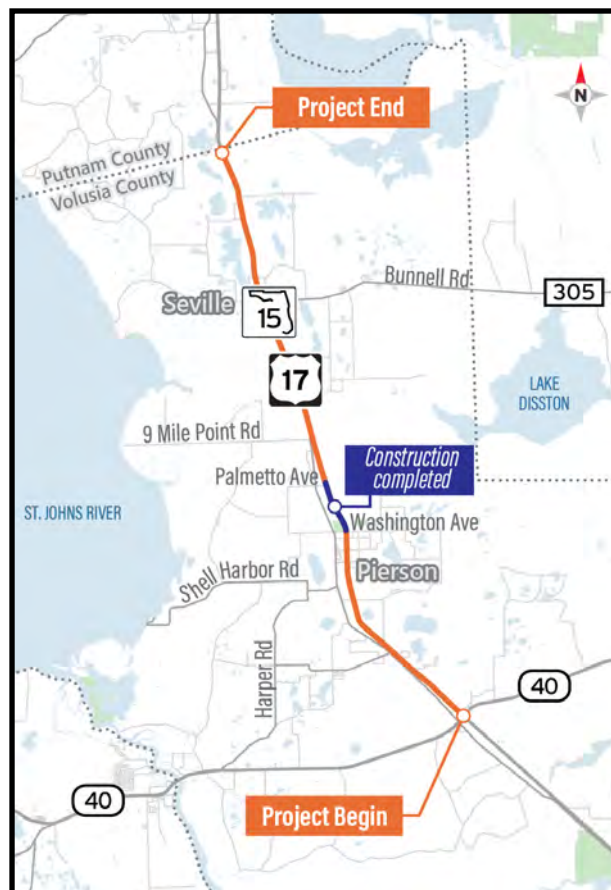 Project End
N
Putnam County
Volusia County
Bunnell Rd
305
Seville
15
17
LAKE
DISSTON
9 Mile Point Rd
Construction
completed
Palmetto Ave
ST. JOHNS RIVER
Washington Ave
Pierson
Shell Harbor Rd
Harper Rd
40
40
Project Begin